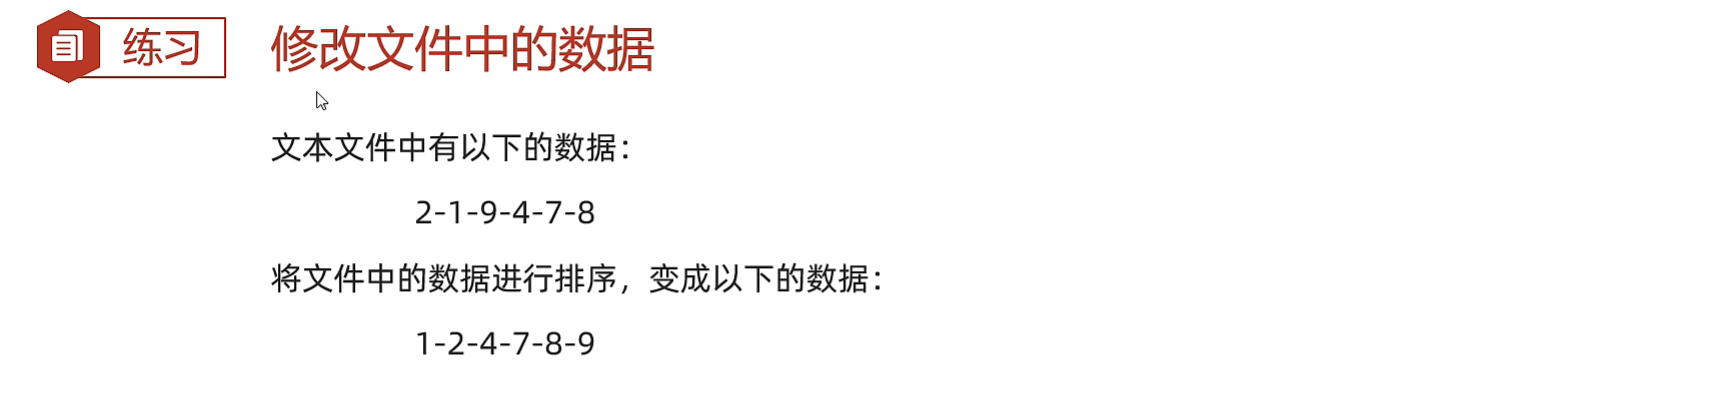 练习
修改文件中的数据
文本文件中有以下的数据：
2-1-9-4-7-8
将文件中的数据进行排序，变成以下的数据：
1-2-4-7-8-9